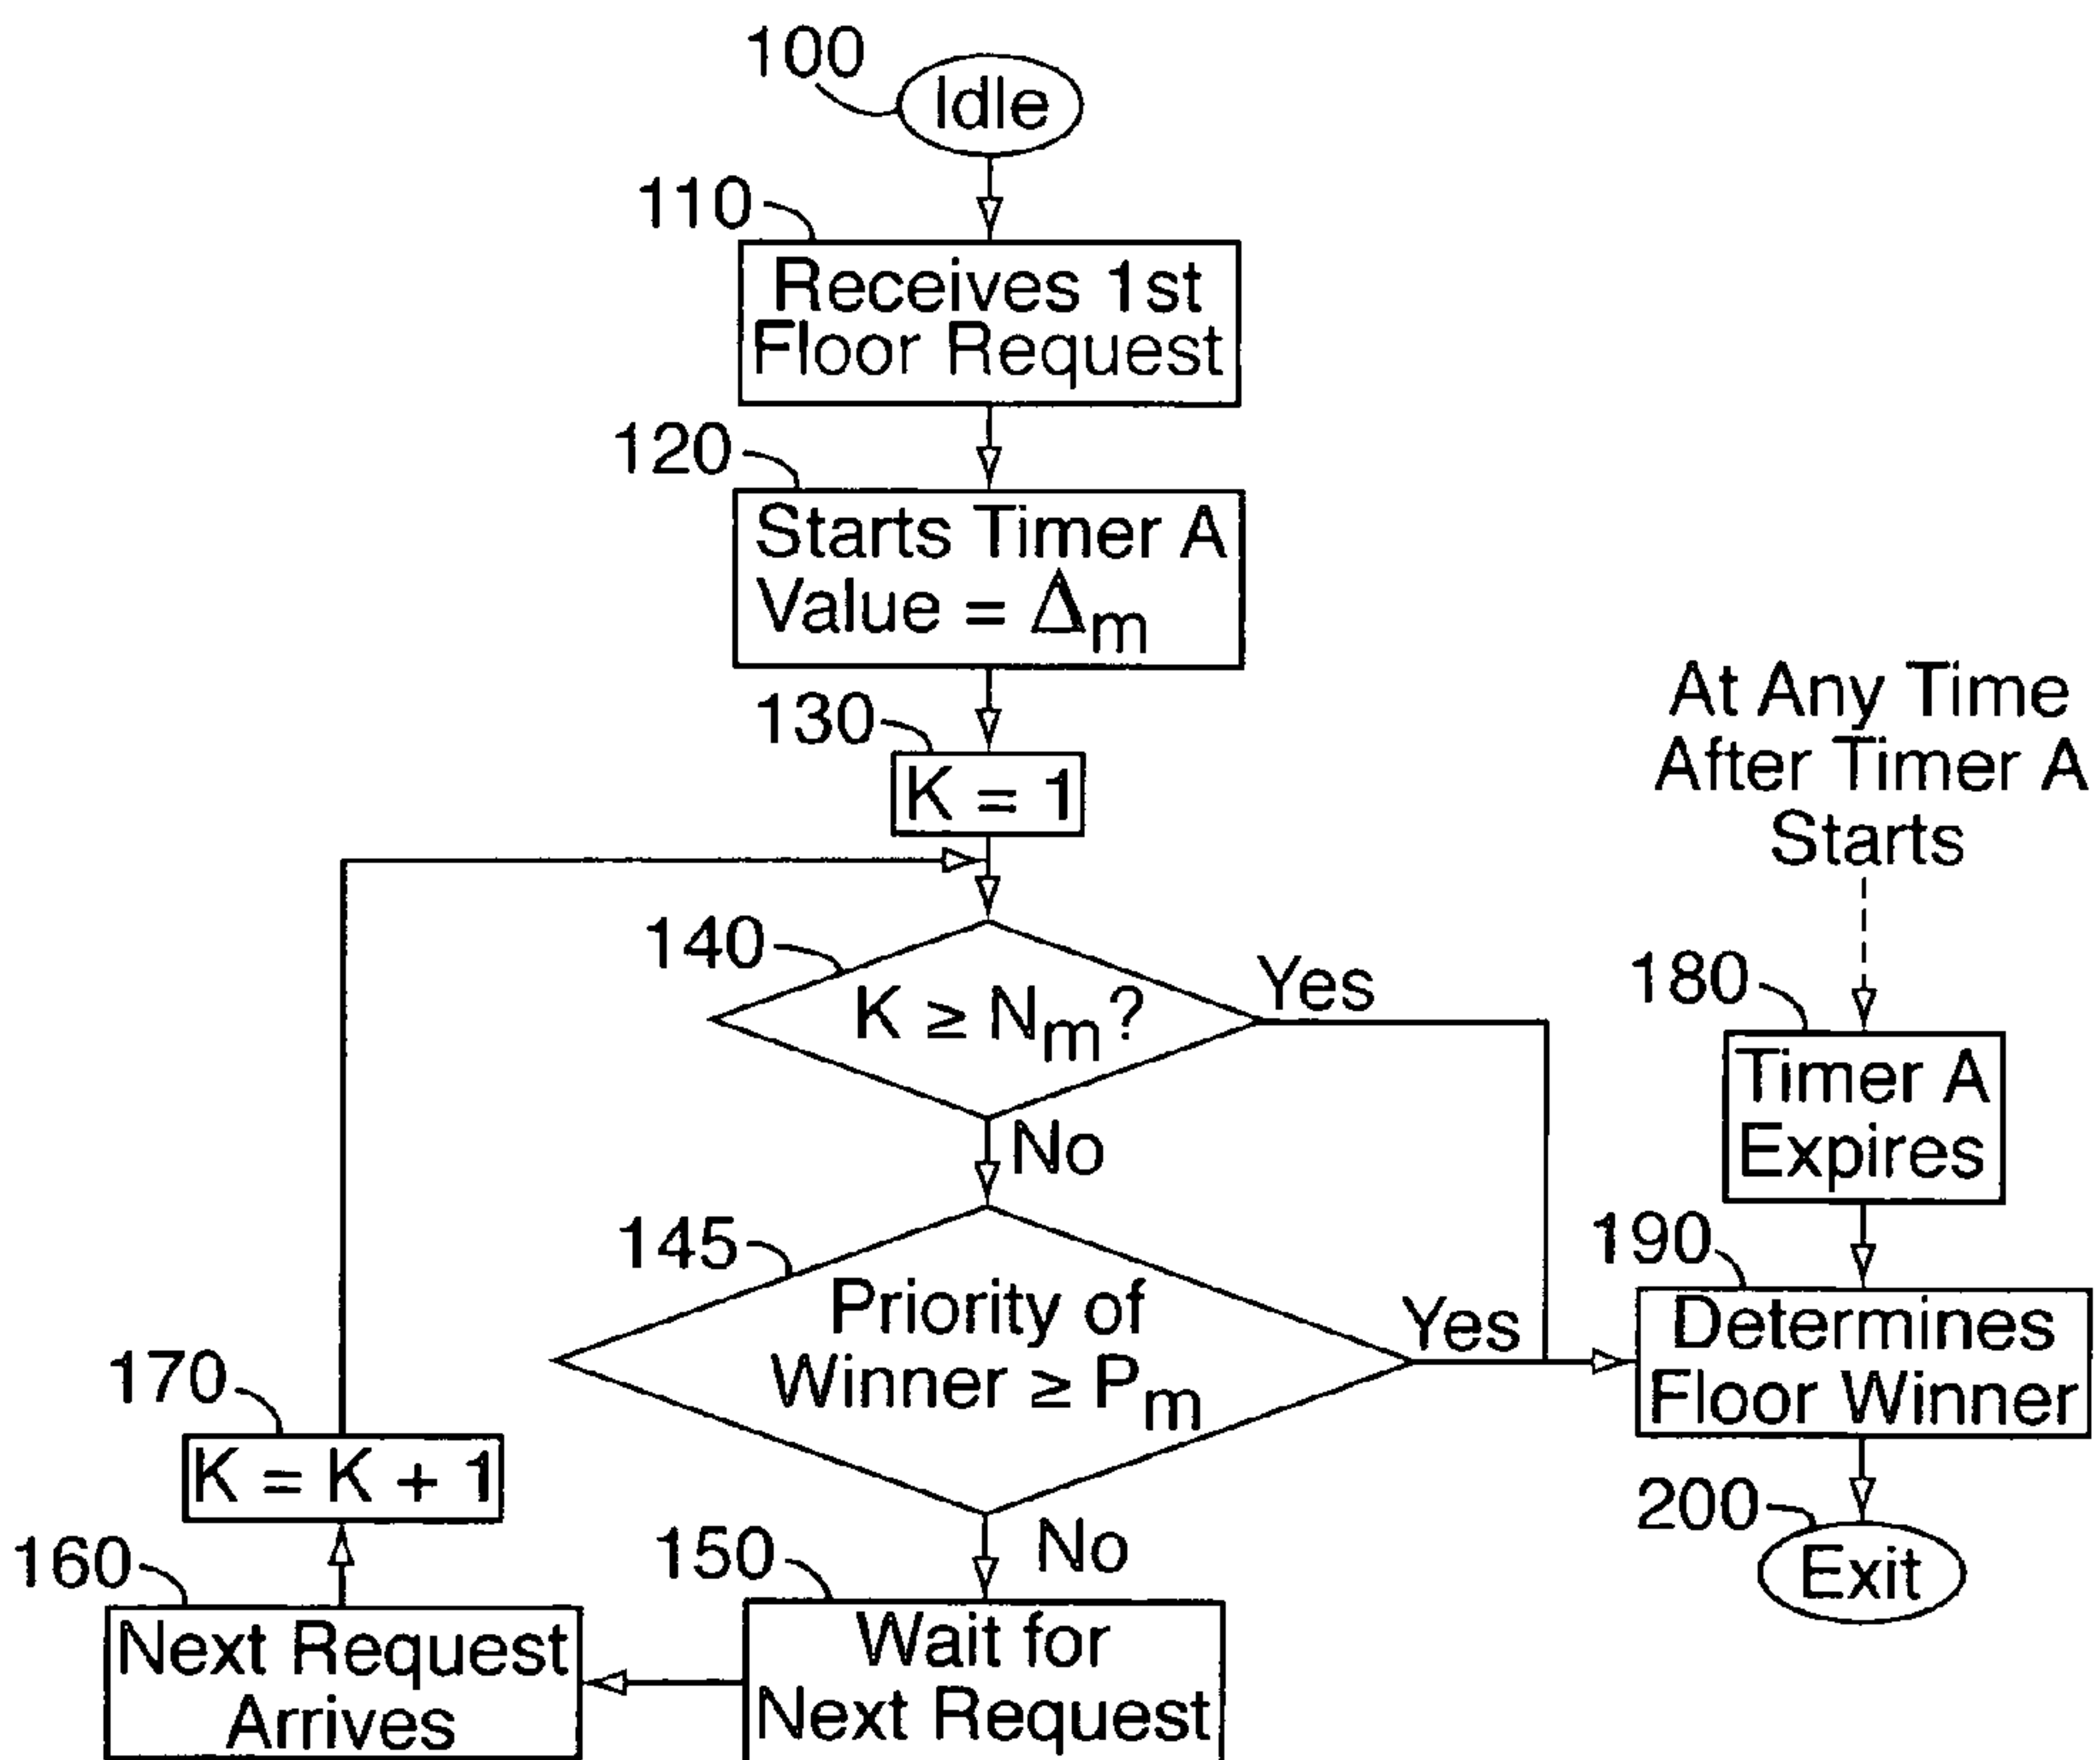 100
Idle
110
Receives 1st
Floor Request
120
Starts Timer A
Value = Δm
130
K = 1
At Any Time
After Timer A
Starts
140
K ≥ Nm?
Yes
No
180
Timer A
Expires
145
Priority of
Winner ≥ Pm
Yes
No
190
Determines
Floor Winner
200
Exit
150
Wait for
Next Request
160
Next Request
Arrives
170
K = K + 1